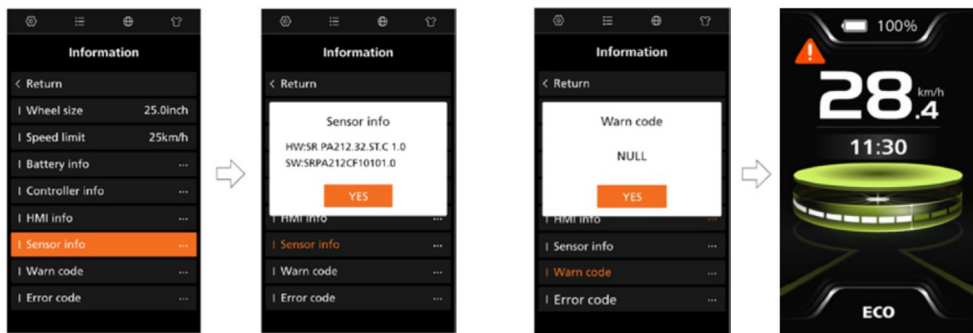 Information
< Return
Wheel size 25.0inch
Speed limit 25km/h
Battery info ...
Controller info ...
HMI info ...
Sensor info ...
Warn code ...
Error code ...
Information
< Return
Sensor info
HW:SR PA212.32.ST.C 1.0
SW:SRPA212CF10101.0
YES
HMI info ...
Sensor info ...
Warn code ...
Error code ...
Information
< Return
Warn code
NULL
YES
HMI info ...
Sensor info ...
Warn code ...
Error code ...
100%
28.4 km/h
11:30
ECO